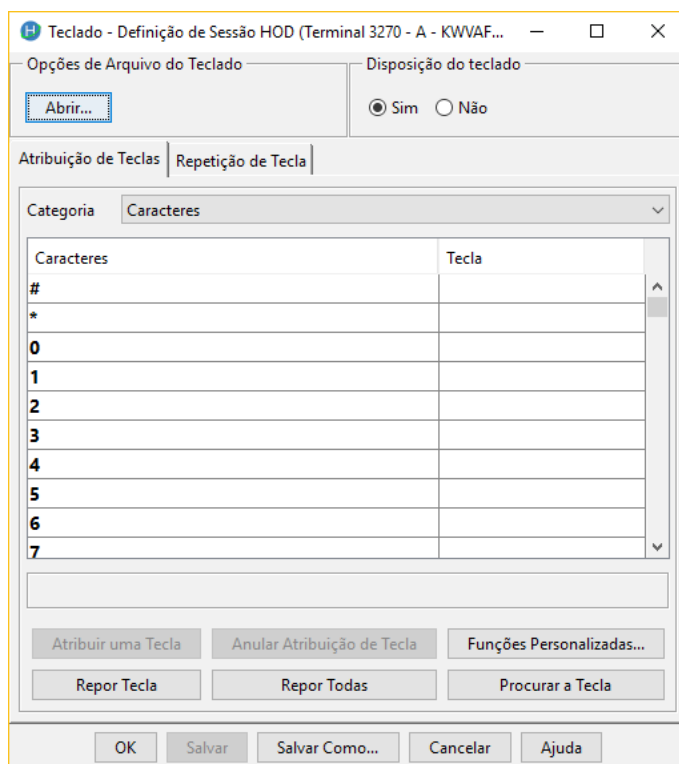 Teclado - Definição de Sessão HOD (Terminal 3270 - A - KWVAF...
Opções de Arquivo do Teclado
Disposição do teclado
Abrir...
Sim
Não
Atribuição de Teclas
Repetição de Tecla
Categoria
Caracteres
Caracteres
Tecla
#
*
0
1
2
3
4
5
6
7
Atribuir uma Tecla
Anular Atribuição de Tecla
Funções Personalizadas...
Repor Tecla
Repor Todas
Procurar a Tecla
OK
Salvar
Salvar Como...
Cancelar
Ajuda